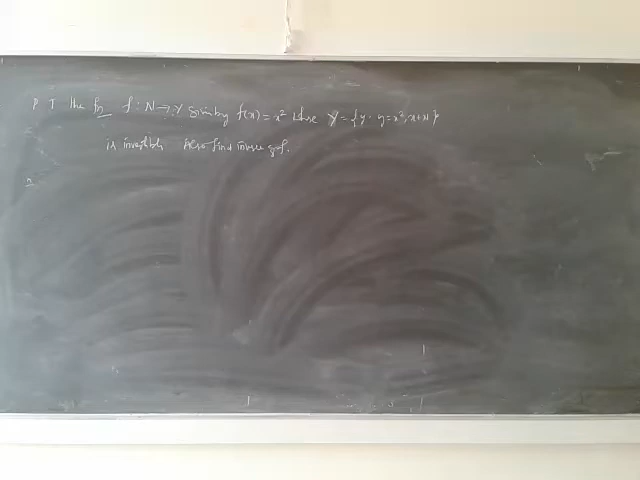 P T the fn f : N → Y given by f(x) = x² where Y = {y : y = x², x ∈ N}
is invertible Also find inverse of f.